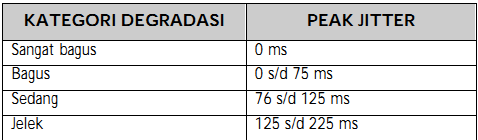 KATEGORI DEGRADASI PEAK JITTER
Sangat bagus 0 ms
Bagus 0 s/d 75 ms
Sedang 76 s/d 125 ms
Jelek 125 s/d 225 ms